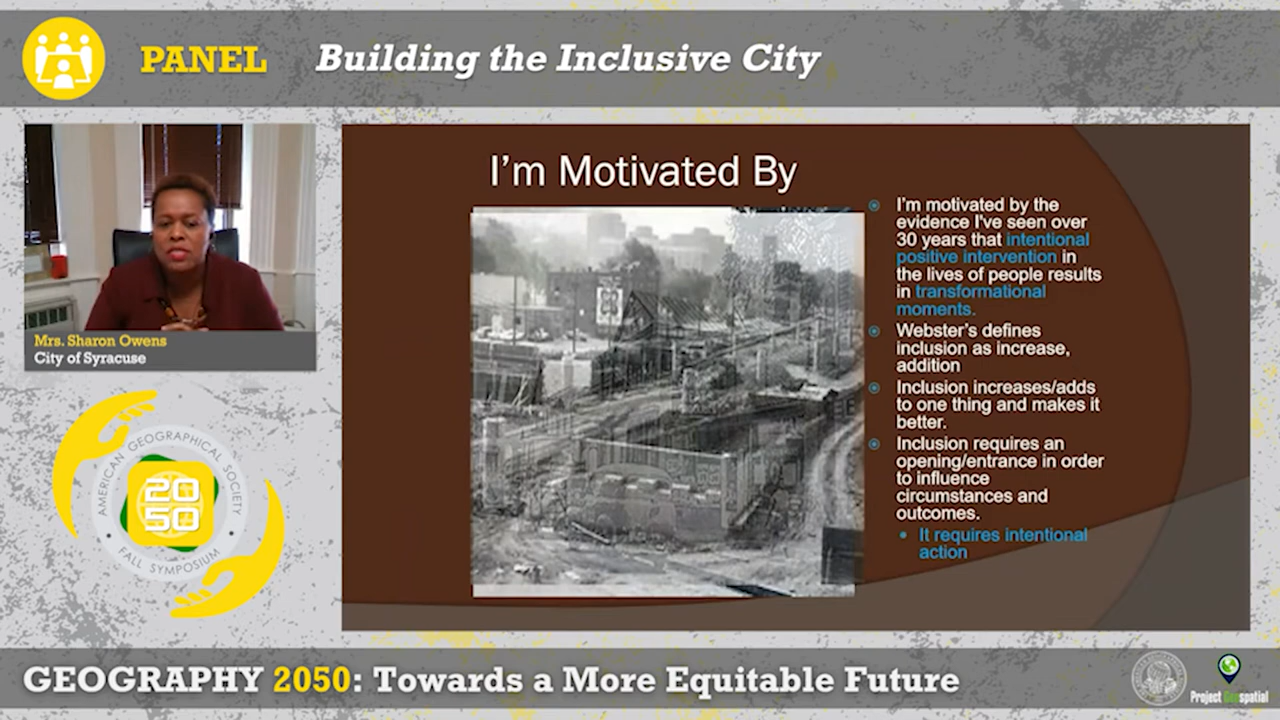 PANEL
Building the Inclusive City
Mrs. Sharon Owens
City of Syracuse
AMERICAN GEOGRAPHICAL SOCIETY
20
50
• FALL SYMPOSIUM •
I'm Motivated By
I'm motivated by the
evidence I've seen over
30 years that intentional
positive intervention in
the lives of people results
in transformational
moments.
Webster's defines
inclusion as increase,
addition
Inclusion increases/adds
to one thing and makes it
better.
Inclusion requires an
opening/entrance in order
to influence
circumstances and
outcomes.
• It requires intentional
action
GEOGRAPHY 2050: Towards a More Equitable Future
Project Geospatial